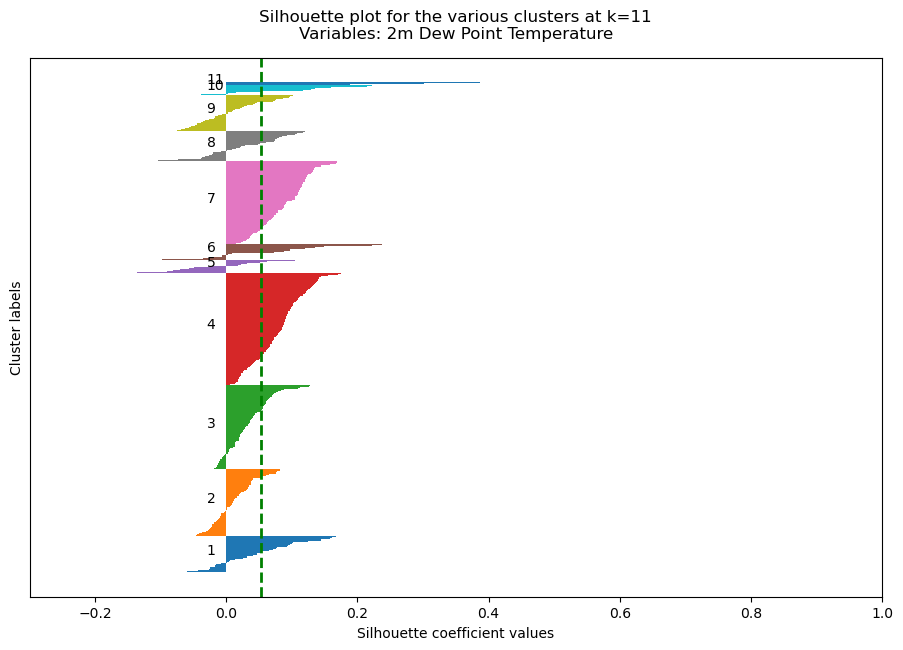 Silhouette plot for the various clusters at k=11
Variables: 2m Dew Point Temperature
11
10
9
8
7
6
5
4
3
2
1
Cluster labels
−0.2 0.0 0.2 0.4 0.6 0.8 1.0
Silhouette coefficient values